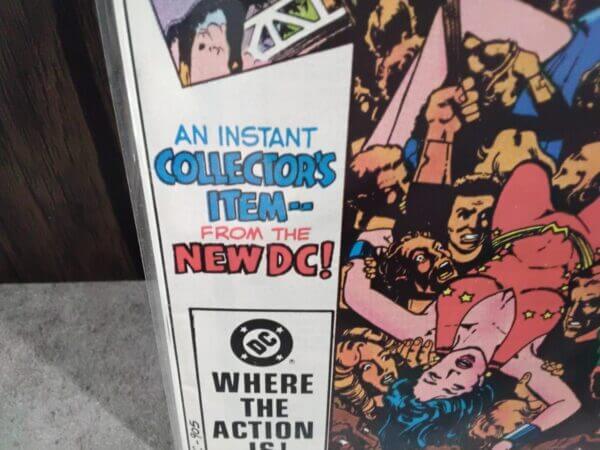 AN INSTANT
COLLECTOR'S
ITEM--
FROM THE
NEW DC!
DC
WHERE
THE
ACTION
IS!